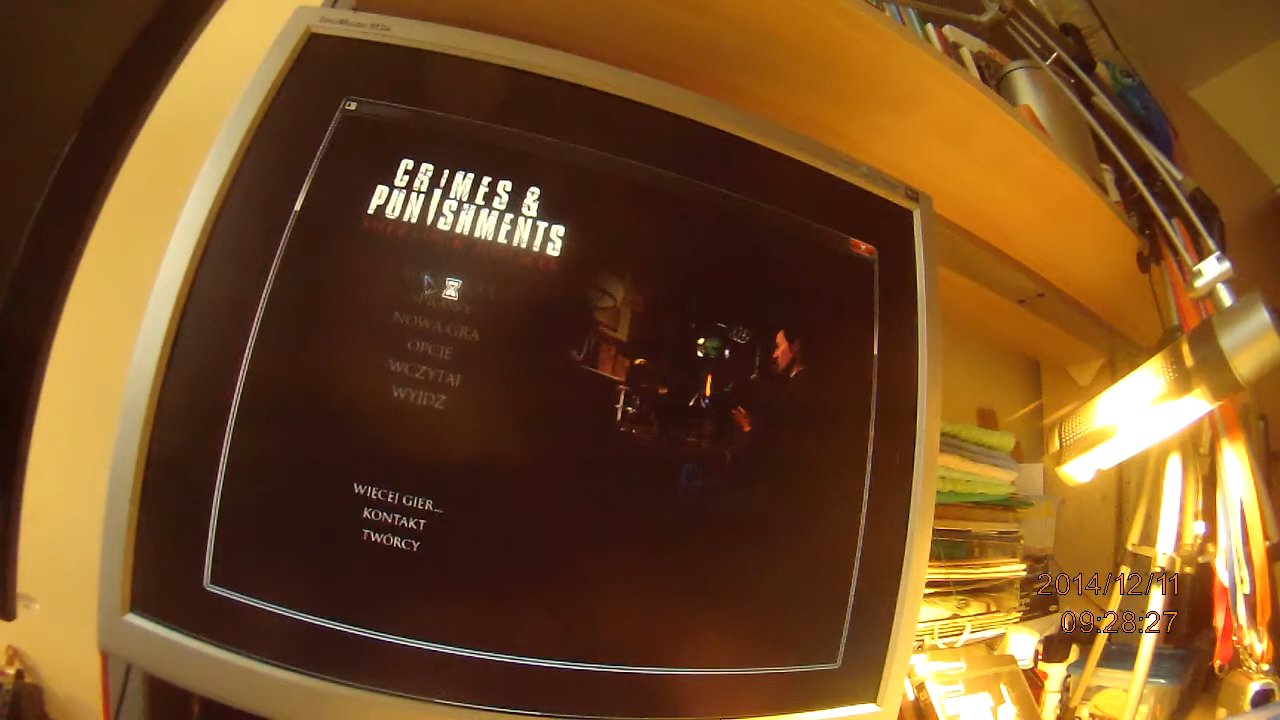 CRIMES &
PUNISHMENTS
NOWA GRA
OPCJE
WCZYTAJ
WYJDŹ
WIĘCEJ GIER...
KONTAKT
TWÓRCY
2014/12/11
09:28:27